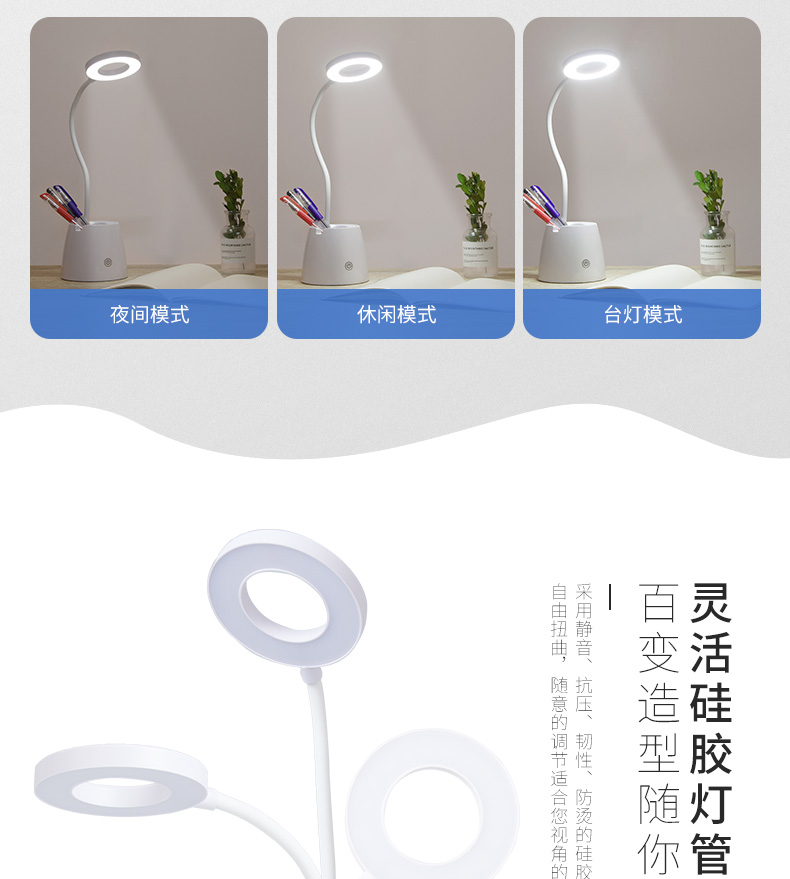 夜间模式
休闲模式
台灯模式
灵活硅胶灯管
百变造型随你
采用静音、抗压、韧性、防烫的硅胶
自由扭曲，随意的调节适合您视角的